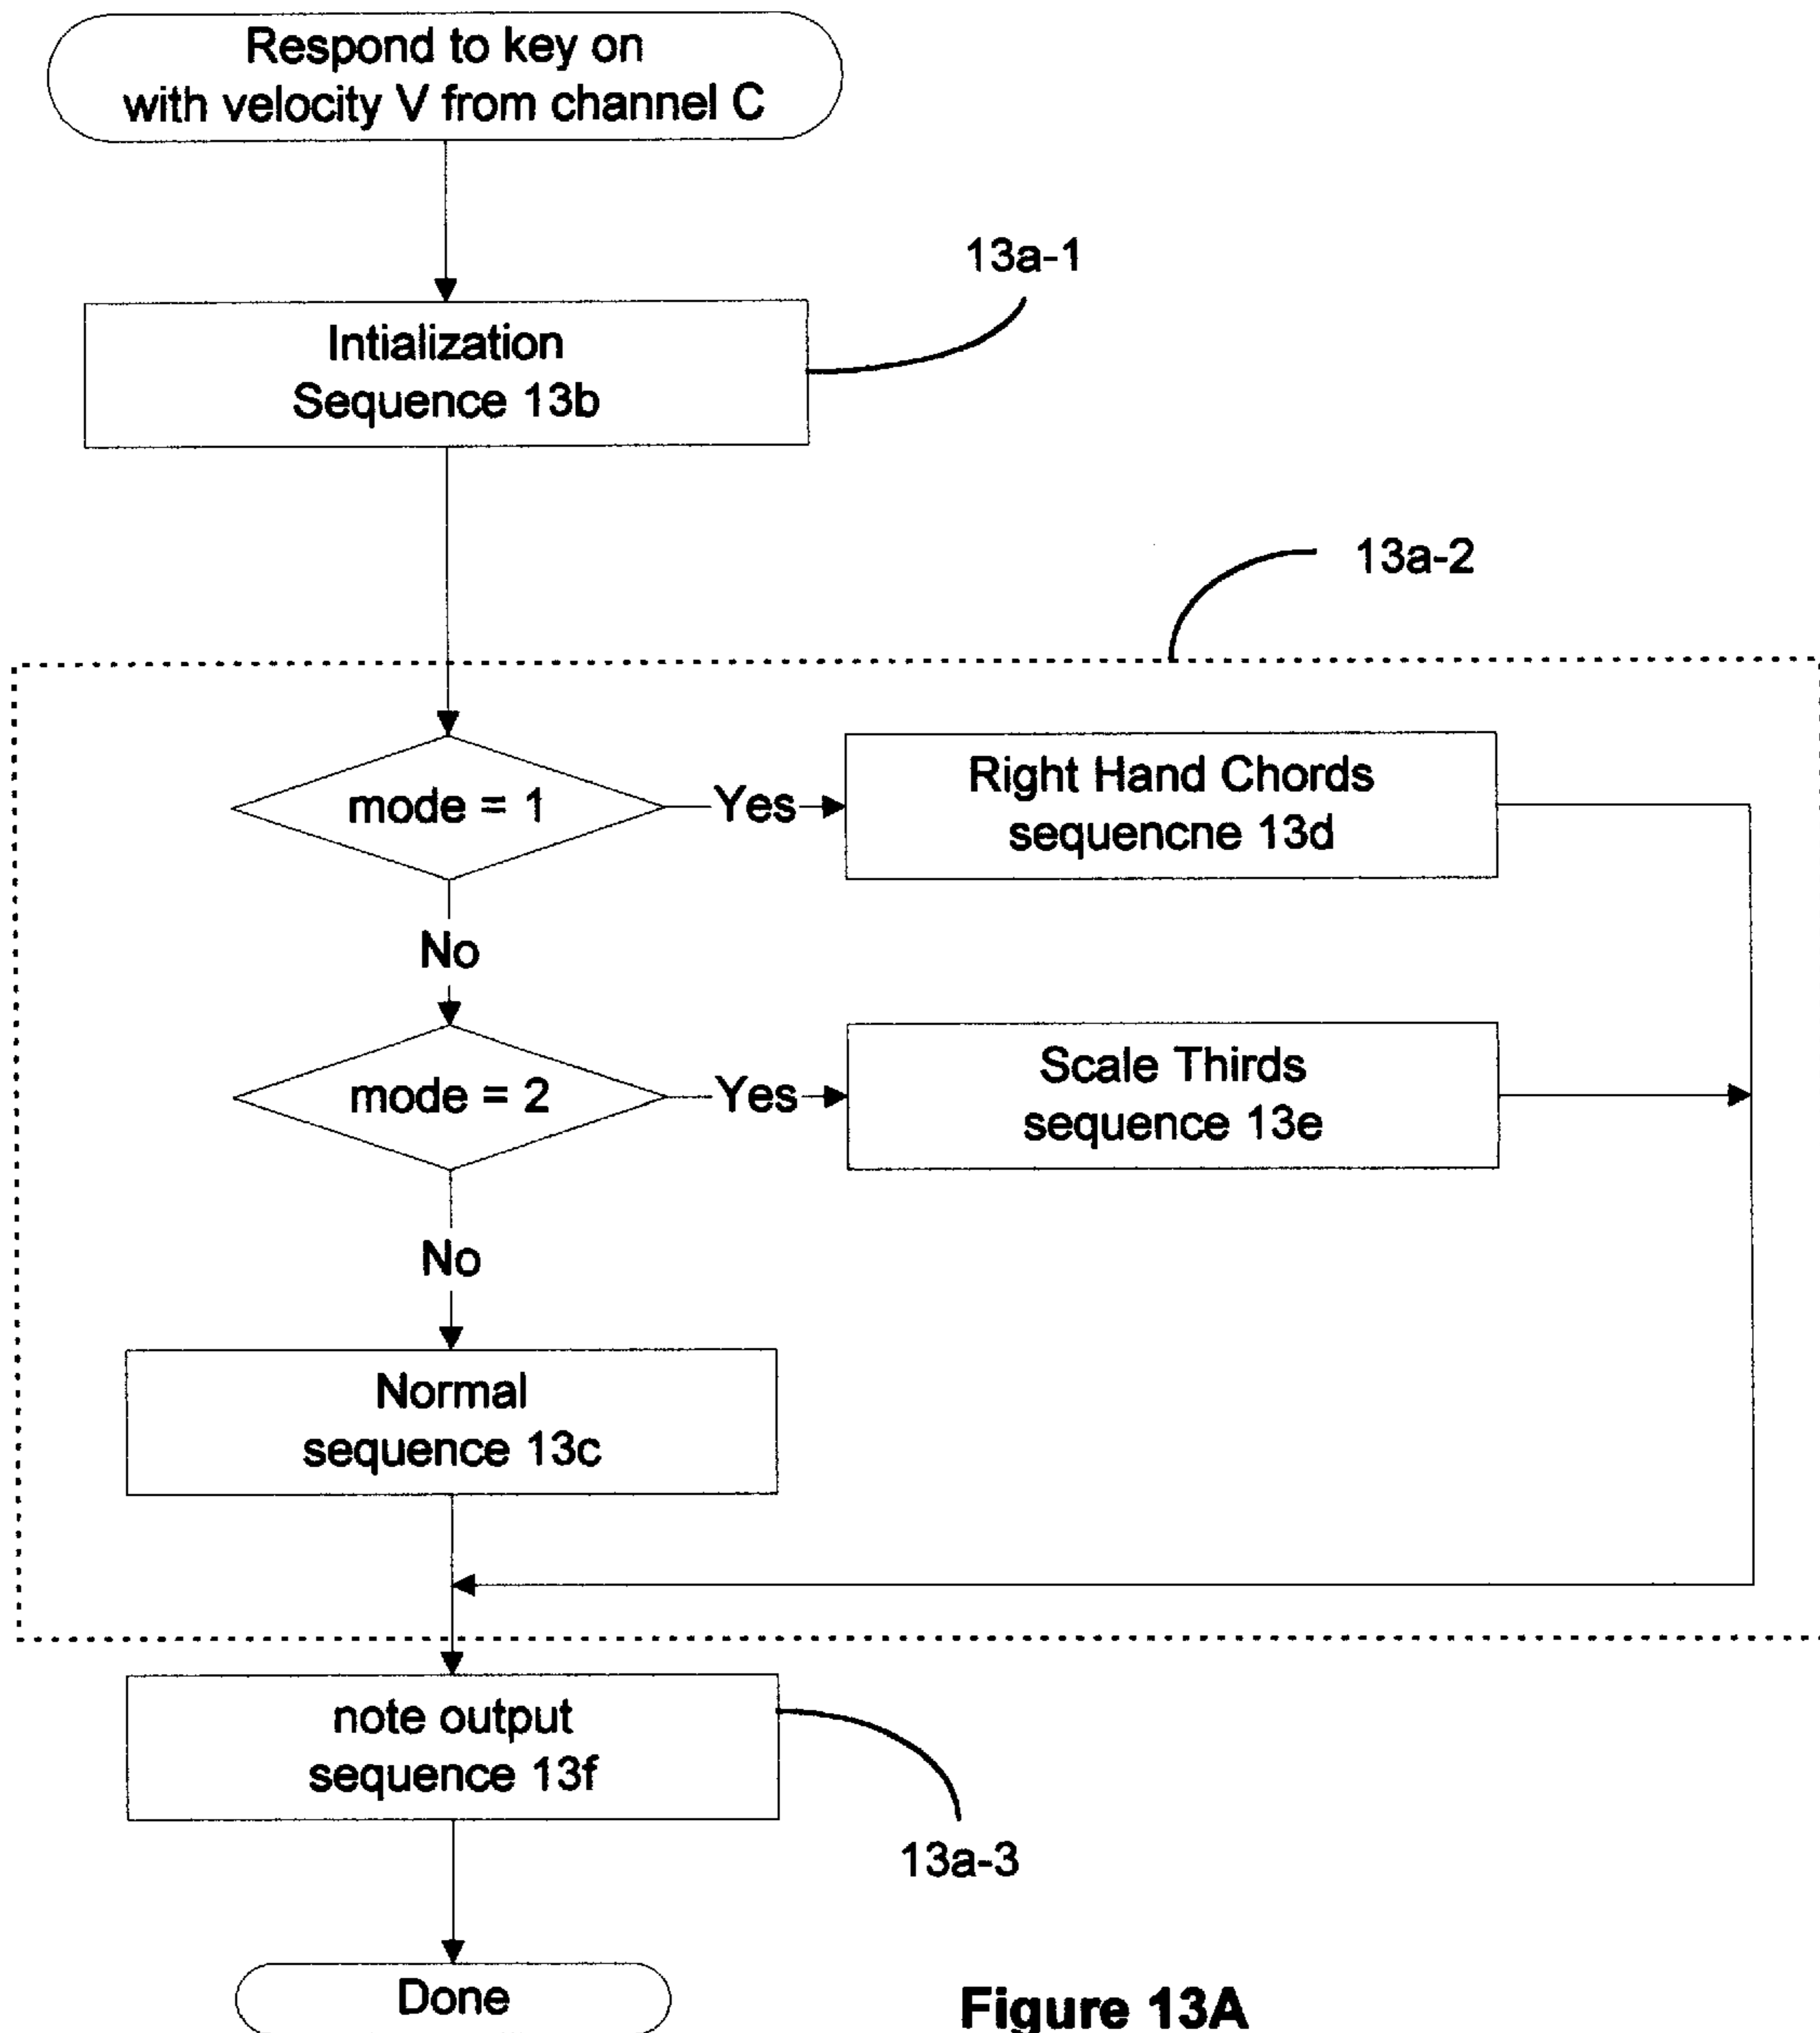 Respond to key on
with velocity V from channel C
13a-1
Intialization
Sequence 13b
13a-2
mode = 1
Yes
Right Hand Chords
sequencne 13d
No
mode = 2
Yes
Scale Thirds
sequence 13e
No
Normal
sequence 13c
note output
sequence 13f
13a-3
Done
Figure 13A